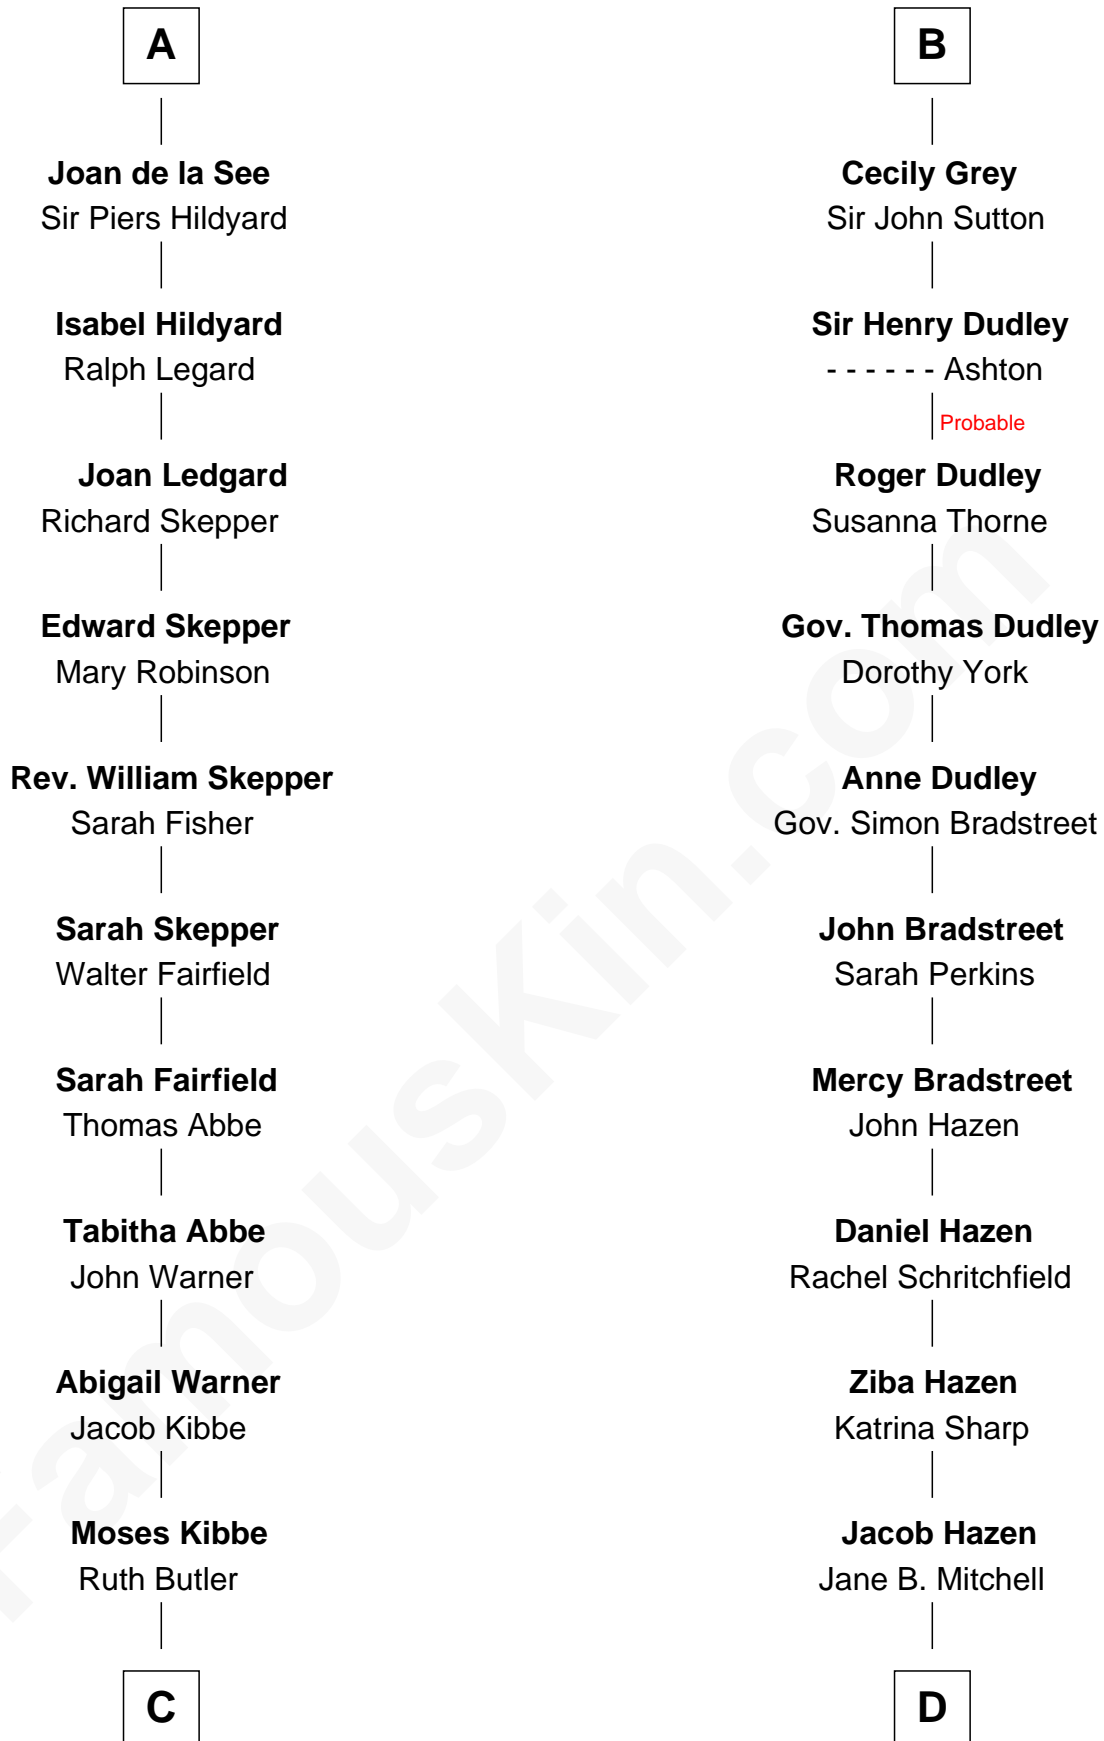 A
Joan de la See
Sir Piers Hildyard
Isabel Hildyard
Ralph Legard
Joan Ledgard
Richard Skepper
Edward Skepper
Mary Robinson
Rev. William Skepper
Sarah Fisher
Sarah Skepper
Walter Fairfield
Sarah Fairfield
Thomas Abbe
Tabitha Abbe
John Warner
Abigail Warner
Jacob Kibbe
Moses Kibbe
Ruth Butler
C
B
Cecily Grey
Sir John Sutton
Sir Henry Dudley
- - - - - - Ashton
Probable
Roger Dudley
Susanna Thorne
Gov. Thomas Dudley
Dorothy York
Anne Dudley
Gov. Simon Bradstreet
John Bradstreet
Sarah Perkins
Mercy Bradstreet
John Hazen
Daniel Hazen
Rachel Schritchfield
Ziba Hazen
Katrina Sharp
Jacob Hazen
Jane B. Mitchell
D
FamousKin.com